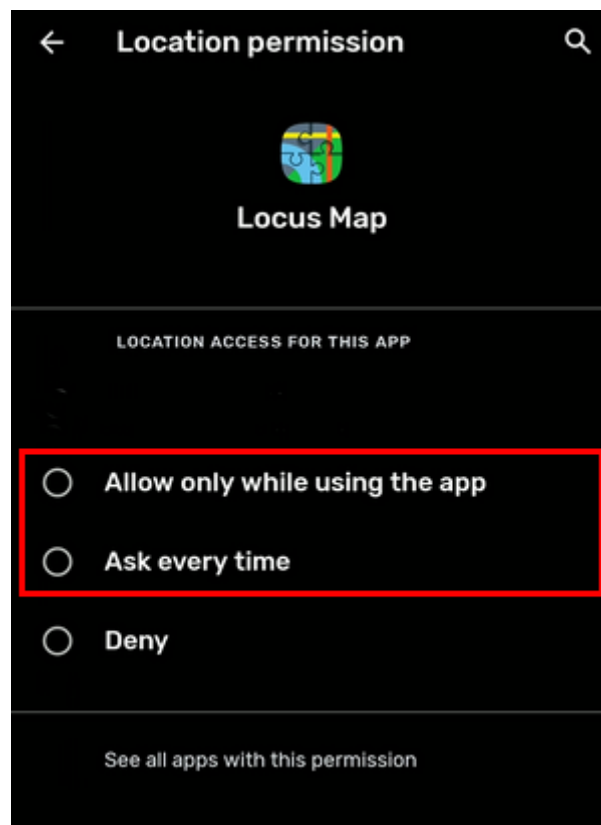 Location permission
Locus Map
LOCATION ACCESS FOR THIS APP
Allow only while using the app
Ask every time
Deny
See all apps with this permission